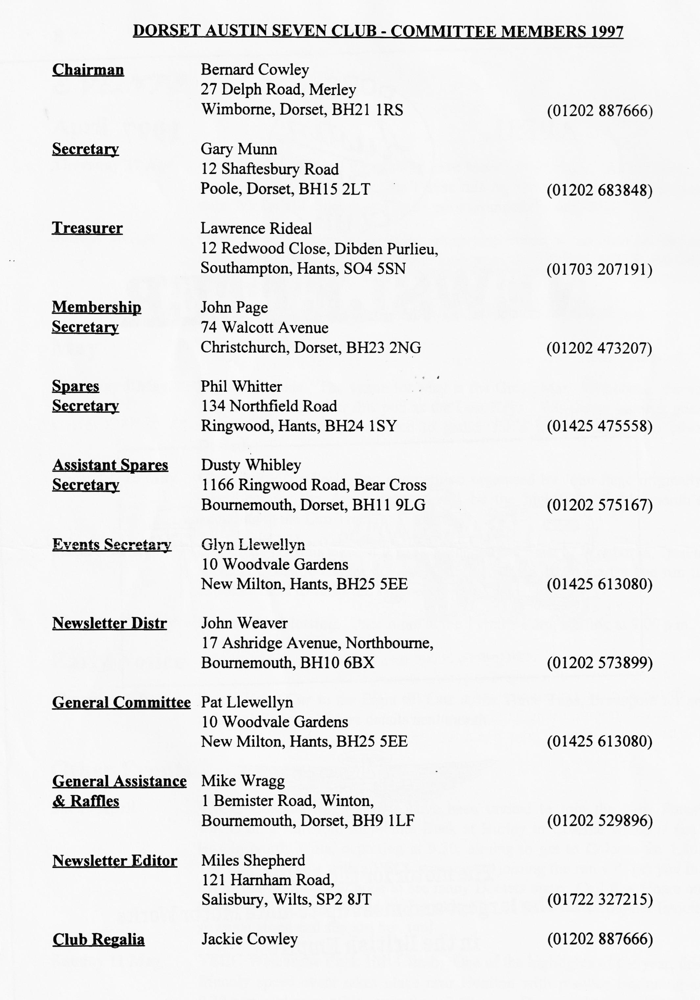 DORSET AUSTIN SEVEN CLUB - COMMITTEE MEMBERS 1997
Chairman Bernard Cowley
27 Delph Road, Merley
Wimborne, Dorset, BH21 1RS (01202 887666)
Secretary Gary Munn
12 Shaftesbury Road
Poole, Dorset, BH15 2LT (01202 683848)
Treasurer Lawrence Rideal
12 Redwood Close, Dibden Purlieu,
Southampton, Hants, SO4 5SN (01703 207191)
Membership John Page
Secretary 74 Walcott Avenue
Christchurch, Dorset, BH23 2NG (01202 473207)
Spares Phil Whitter
Secretary 134 Northfield Road
Ringwood, Hants, BH24 1SY (01425 475558)
Assistant Spares Dusty Whibley
Secretary 1166 Ringwood Road, Bear Cross
Bournemouth, Dorset, BH11 9LG (01202 575167)
Events Secretary Glyn Llewellyn
10 Woodvale Gardens
New Milton, Hants, BH25 5EE (01425 613080)
Newsletter Distr John Weaver
17 Ashridge Avenue, Northbourne,
Bournemouth, BH10 6BX (01202 573899)
General Committee Pat Llewellyn
10 Woodvale Gardens
New Milton, Hants, BH25 5EE (01425 613080)
General Assistance Mike Wragg
& Raffles 1 Bemister Road, Winton,
Bournemouth, Dorset, BH9 1LF (01202 529896)
Newsletter Editor Miles Shepherd
121 Harnham Road,
Salisbury, Wilts, SP2 8JT (01722 327215)
Club Regalia Jackie Cowley (01202 887666)